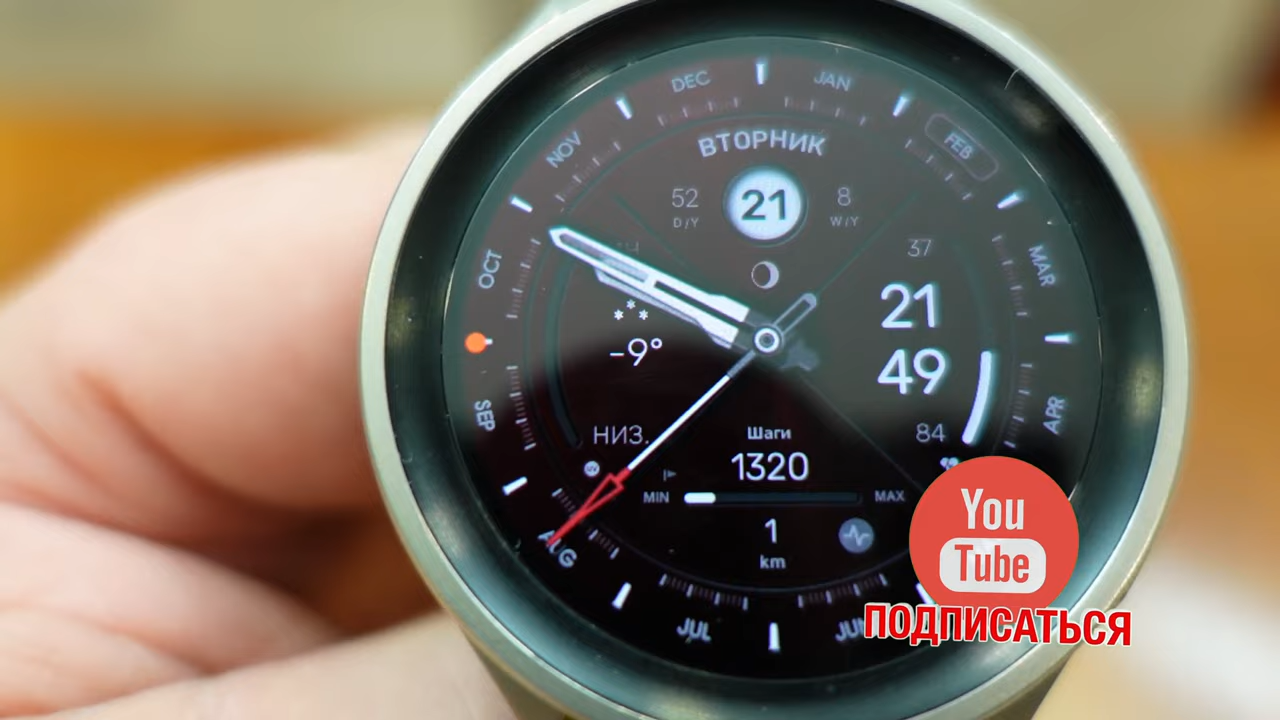 DEC
JAN
NOV
FEB
ВТОРНИК
52
21
8
D/Y
W/Y
37
OCT
MAR
21
-9°
49
SEP
APR
НИЗ.
Шаги
84
1320
MIN
MAX
AUG
1
km
JUL
JUN
You
Tube
ПОДПИСАТЬСЯ